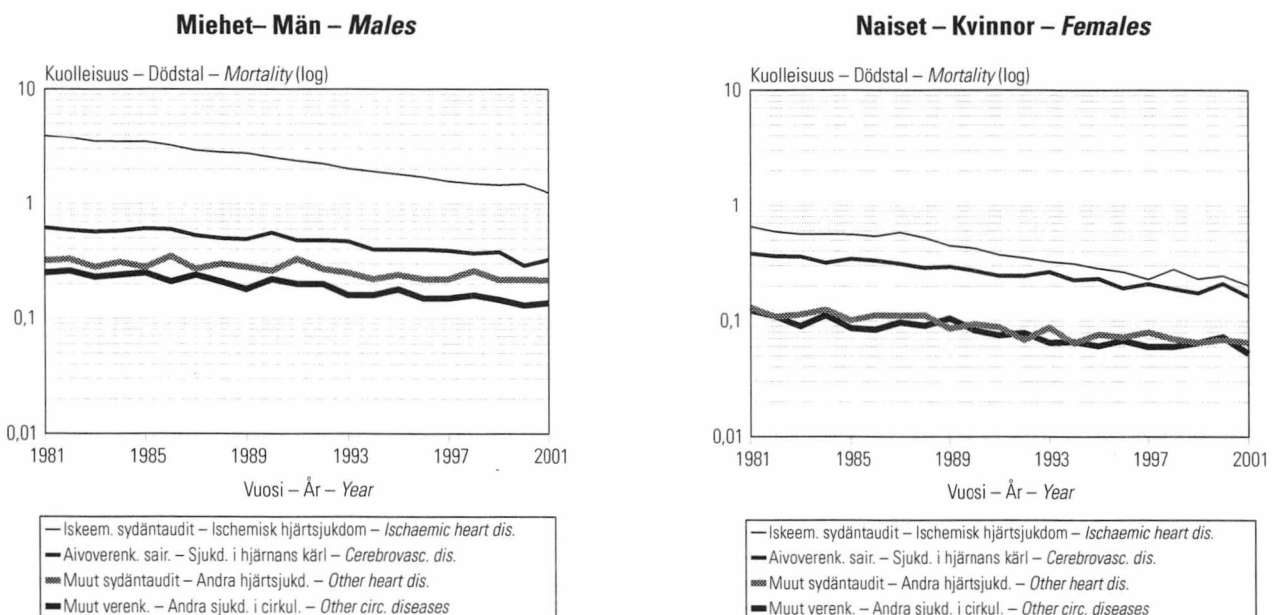 Miehet– Män – Males
Kuolleisuus – Dödstal – Mortality (log)
10
1
0,1
0,01
1981 1985 1989 1993 1997 2001
Vuosi – År – Year
Iskeem. sydäntaudit – Ischemisk hjärtsjukdom – Ischaemic heart dis.
Aivoverenk. sair. – Sjukd. i hjärnans kärl – Cerebrovasc. dis.
Muut sydäntaudit – Andra hjärtsjukd. – Other heart dis.
Muut verenk. – Andra sjukd. i cirkul. – Other circ. diseases
Naiset – Kvinnor – Females
Kuolleisuus – Dödstal – Mortality (log)
10
1
0,1
0,01
1981 1985 1989 1993 1997 2001
Vuosi – År – Year
Iskeem. sydäntaudit – Ischemisk hjärtsjukdom – Ischaemic heart dis.
Aivoverenk. sair. – Sjukd. i hjärnans kärl – Cerebrovasc. dis.
Muut sydäntaudit – Andra hjärtsjukd. – Other heart dis.
Muut verenk. – Andra sjukd. i cirkul. – Other circ. diseases